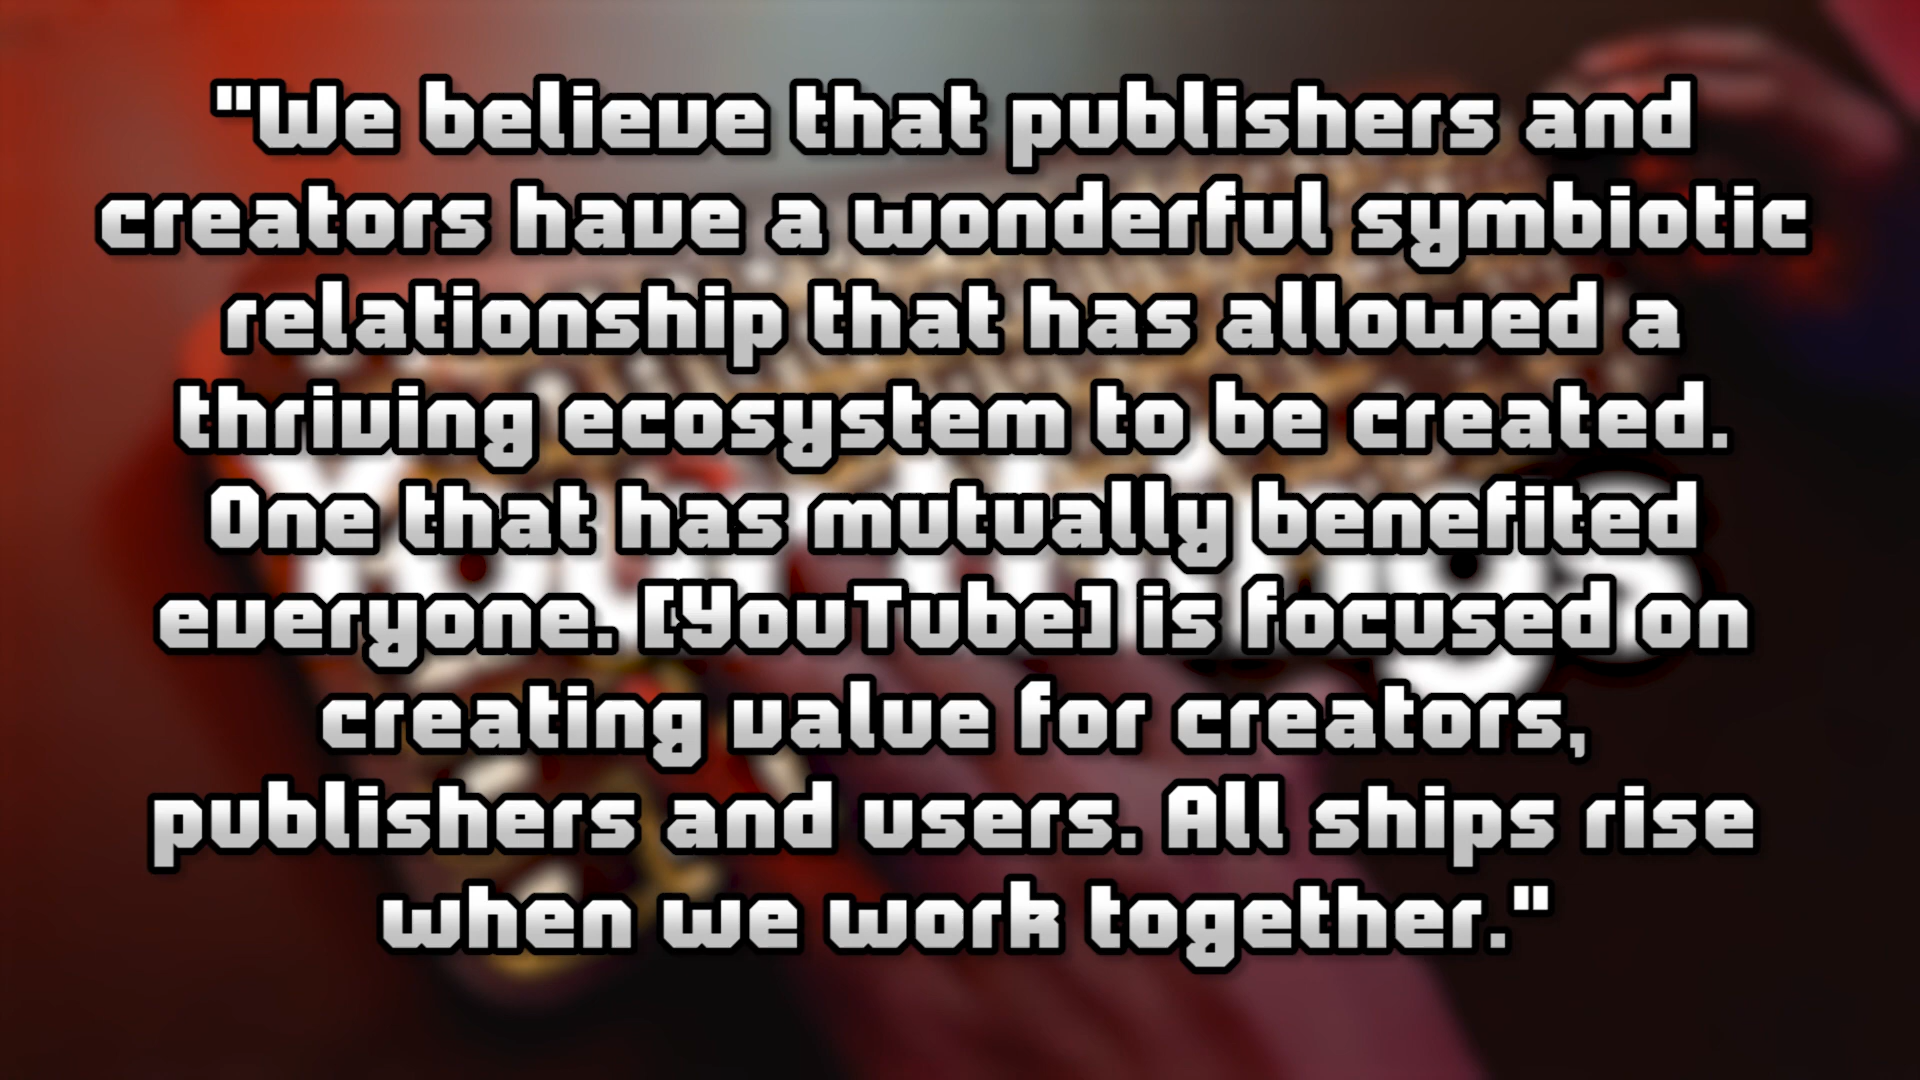 "We believe that publishers and
creators have a wonderful symbiotic
relationship that has allowed a
thriving ecosystem to be created.
One that has mutually benefited
everyone. [YouTube] is focused on
creating value for creators,
publishers and users. All ships rise
when we work together."